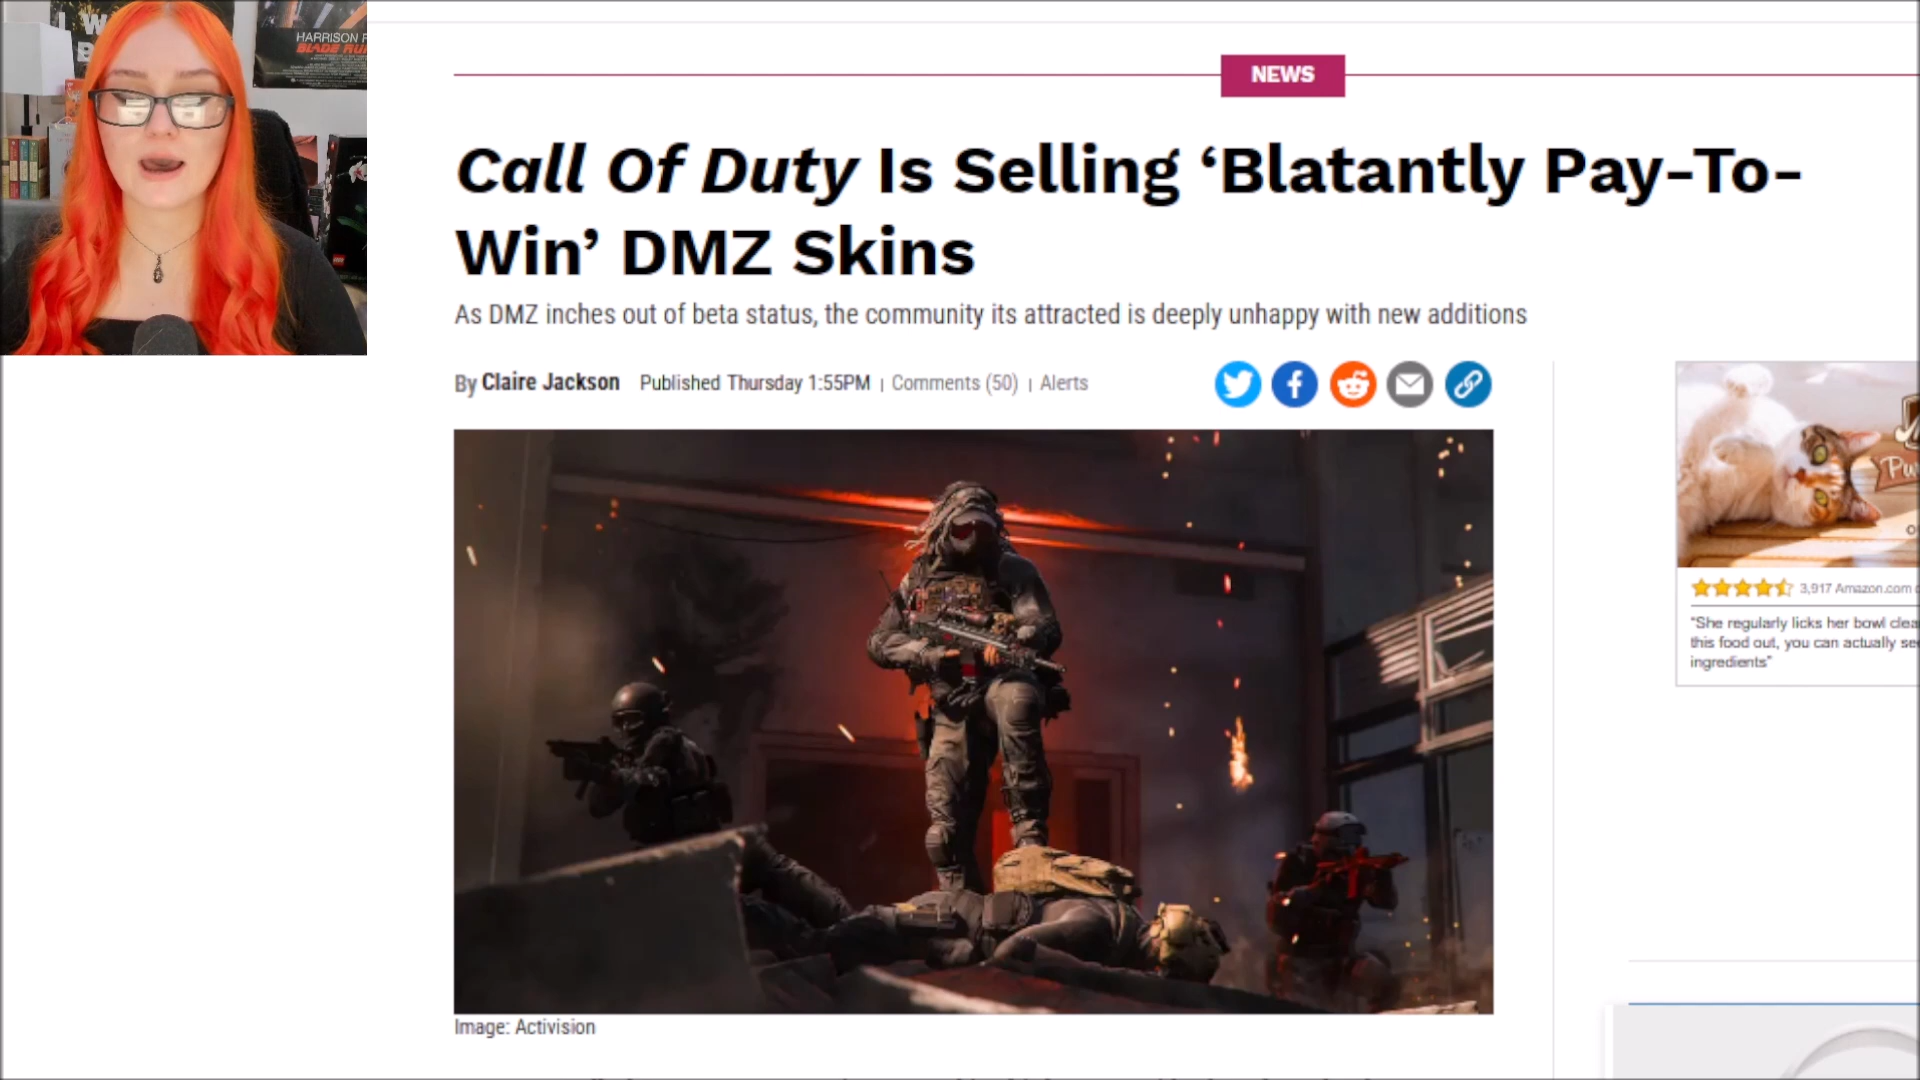 HARRISON F
BLADE RU
NEWS
Call Of Duty Is Selling ‘Blatantly Pay-To-
Win’ DMZ Skins
As DMZ inches out of beta status, the community its attracted is deeply unhappy with new additions
By Claire Jackson Published Thursday 1:55PM | Comments (50) | Alerts
3,917 Amazon.com
"She regularly licks her bowl clea
this food out, you can actually se
ingredients"
Image: Activision